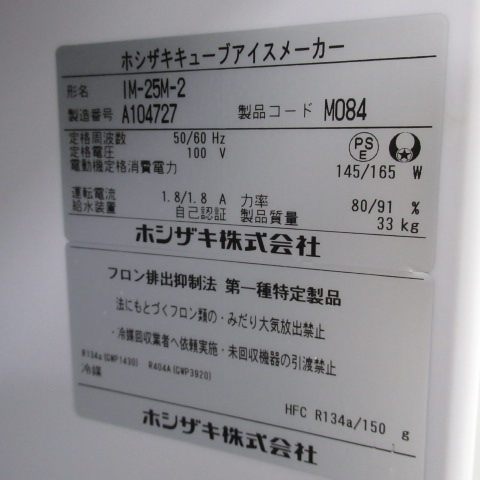 ホシザキキューブアイスメーカー
形名 IM-25M-2
製造番号 A104727 製品コード M084
定格周波数 50/60 Hz
定格電圧 100 V
電動機定格消費電力 145/165 W
PS E
運転電流 1.8/1.8 A 力率 80/91 %
給水装置 自己認証 製品質量 33 kg
ホシザキ株式会社
フロン排出抑制法 第一種特定製品
法にもとづくフロン類の・みだり大気放出禁止
・冷媒回収業者へ依頼実施・未回収機器の引渡禁止
R134a(GWP1430) R404A(GWP3920)
冷媒 HFC R134a/150 g
ホシザキ株式会社